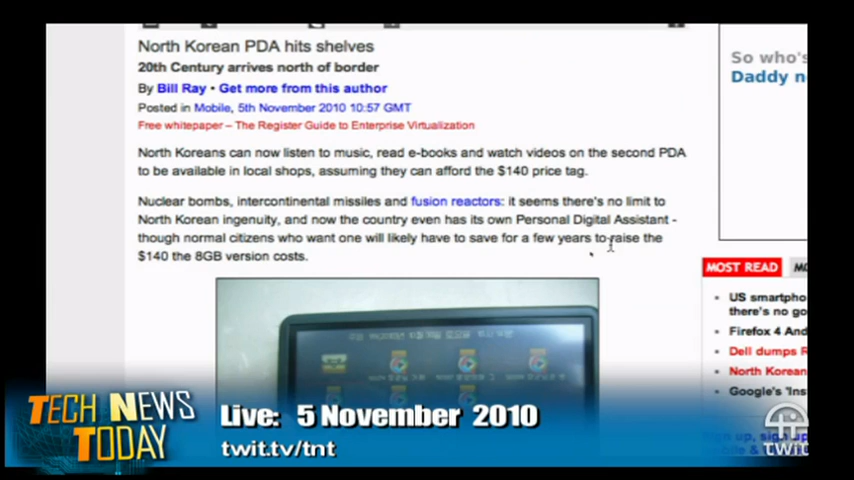 North Korean PDA hits shelves
20th Century arrives north of border
By Bill Ray • Get more from this author
Posted in Mobile, 5th November 2010 10:57 GMT
Free whitepaper – The Register Guide to Enterprise Virtualization
North Koreans can now listen to music, read e-books and watch videos on the second PDA
to be available in local shops, assuming they can afford the $140 price tag.
Nuclear bombs, intercontinental missiles and fusion reactors: it seems there's no limit to
North Korean ingenuity, and now the country even has its own Personal Digital Assistant -
though normal citizens who want one will likely have to save for a few years to raise the
$140 the 8GB version costs.
So who's
Daddy
MOST READ
US
there's no
Firefox 4
Dell dumps
North Korean
Google's
TECH NEWS
TODAY
Live: 5 November 2010
twit.tv/tnt
TWiT